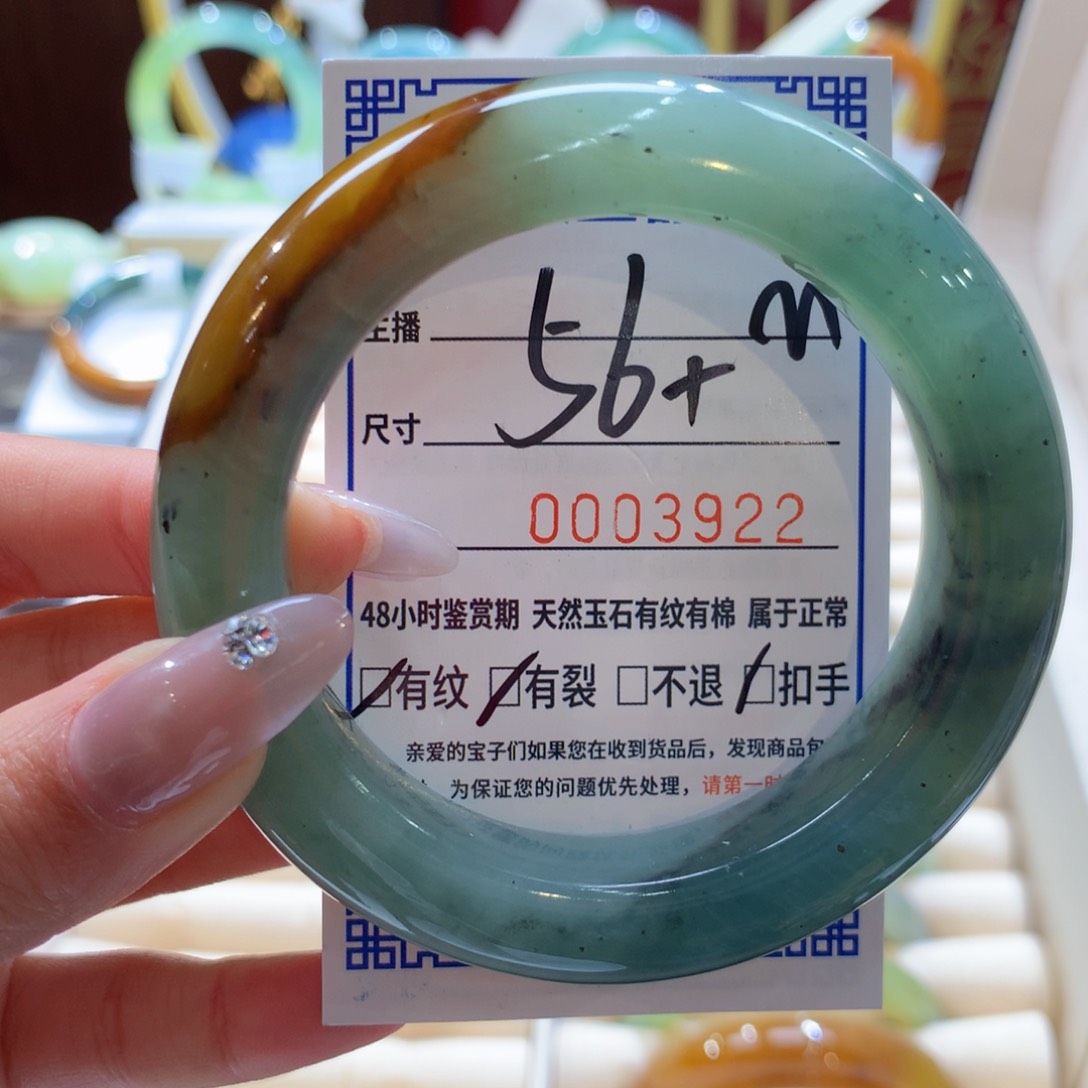 m
主播
56+
尺寸
0003922
48小时鉴赏期 天然玉石有纹有棉 属于正常
□有纹 □有裂 □不退 □扣手
亲爱的宝子们如果您在收到货品后，发现商品包
为保证您的问题优先处理，请第一时